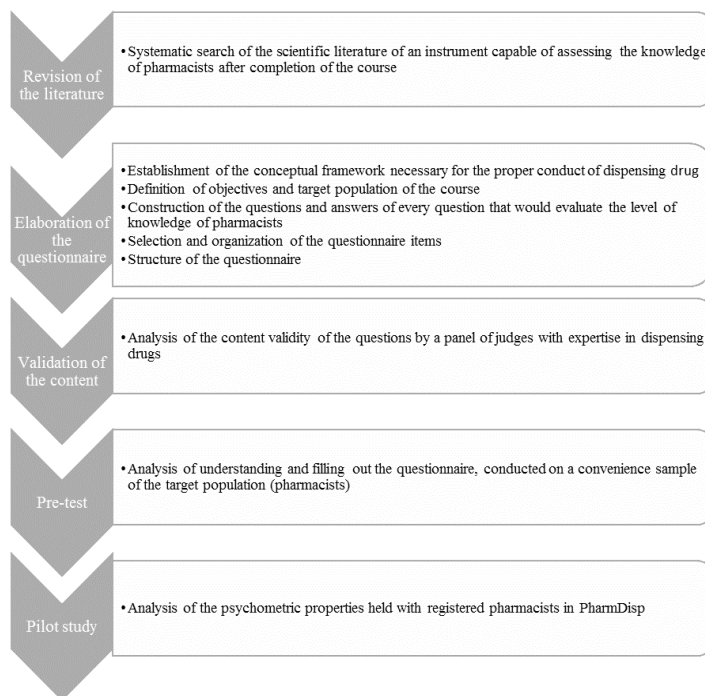 Revision of
the literature
•Systematic search of the scientific literature of an instrument capable of assessing the knowledge
of pharmacists after completion of the course
Elaboration of
the
questionnaire
•Establishment of the conceptual framework necessary for the proper conduct of dispensing drug
•Definition of objectives and target population of the course
•Construction of the questions and answers of every question that would evaluate the level of
knowledge of pharmacists
•Selection and organization of the questionnaire items
•Structure of the questionnaire
Validation of
the content
•Analysis of the content validity of the questions by a panel of judges with expertise in dispensing
drugs
Pre-test
•Analysis of understanding and filling out the questionnaire, conducted on a convenience sample
of the target population (pharmacists)
Pilot study
•Analysis of the psychometric properties held with registered pharmacists in PharmDisp